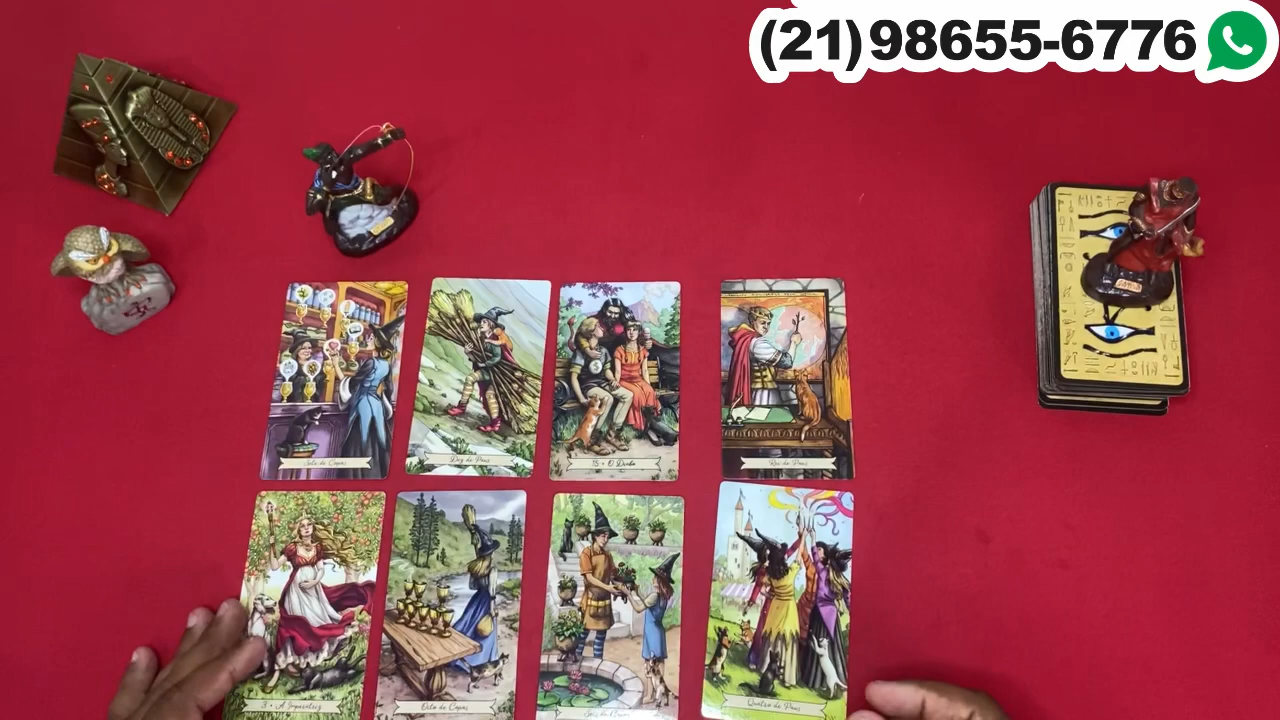 (21)98655-6776
Sete de Copas
Dez de Paus
15 • O Diabo
Rei de Paus
3 • A Imperatriz
Oito de Copas
Seis de Copas
Quatro de Paus